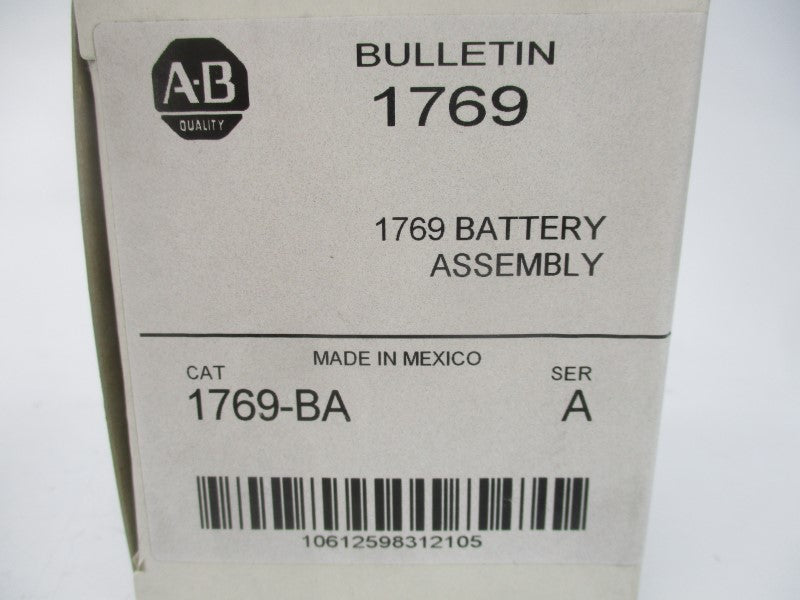 A·B
QUALITY
BULLETIN
1769
1769 BATTERY
ASSEMBLY
MADE IN MEXICO
CAT
SER
1769-BA
A
10612598312105